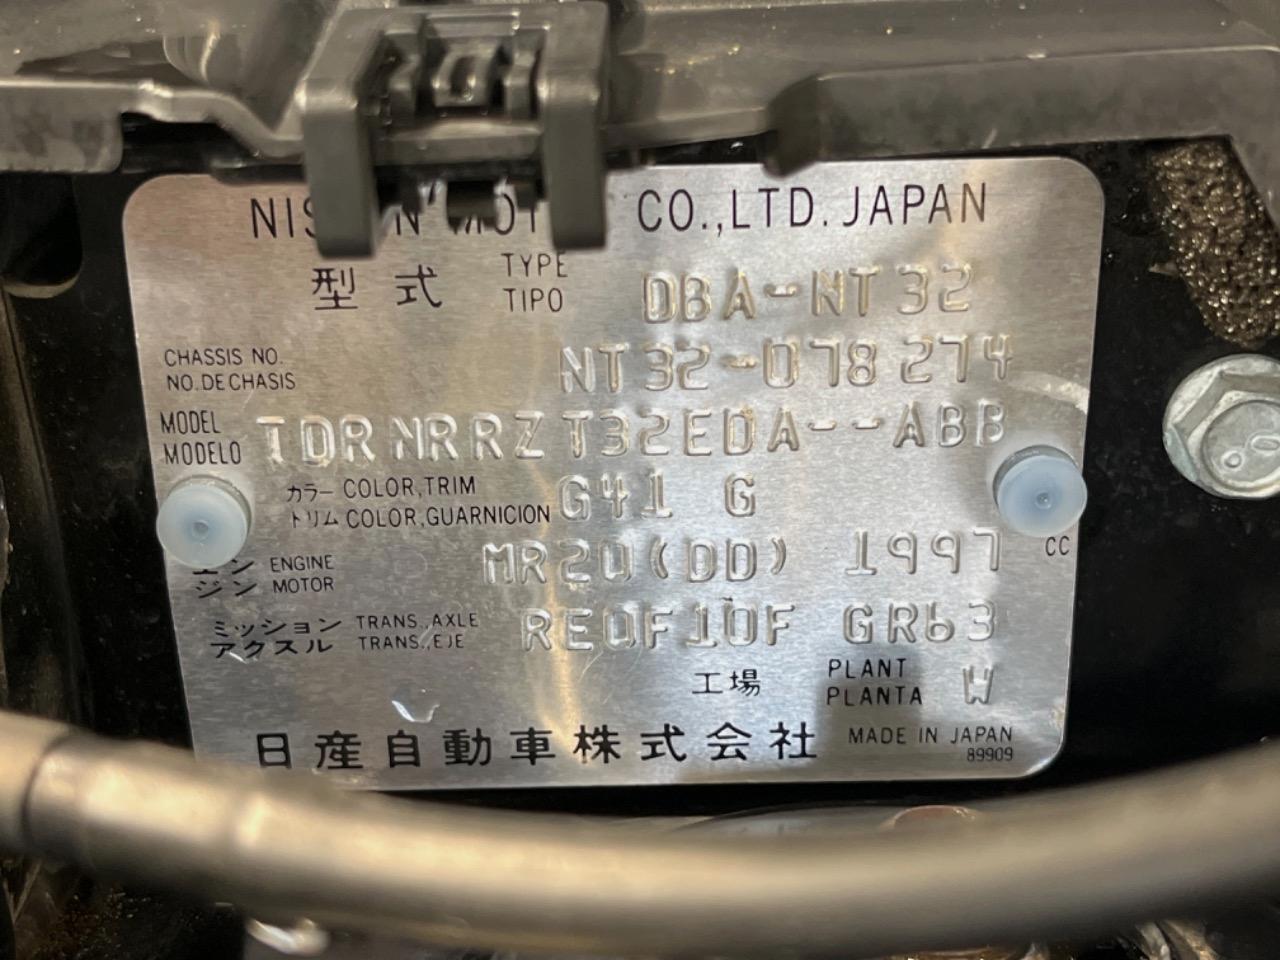 CO.,LTD. JAPAN
型式 TYPE TIPO DBA-NT32
CHASSIS NO.
NO. DE CHASIS NT32-078274
MODEL
MODELO TDRNRRZT32EDA--ABB
カラー COLOR,TRIM
トリム COLOR,GUARNICION G41 G
エン ENGINE
ジン MOTOR MR20(DD) 1997 CC
ミッション TRANS.,AXLE
アクスル TRANS.,EJE RE0F10F GR63
工場 PLANT
PLANTA W
日産自動車株式会社 MADE IN JAPAN
89909